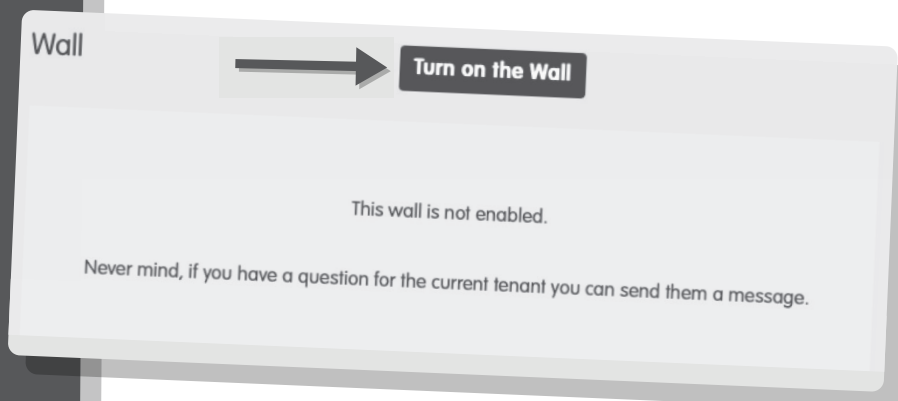 Wall
Turn on the Wall
This wall is not enabled.
Never mind, if you have a question for the current tenant you can send them a message.